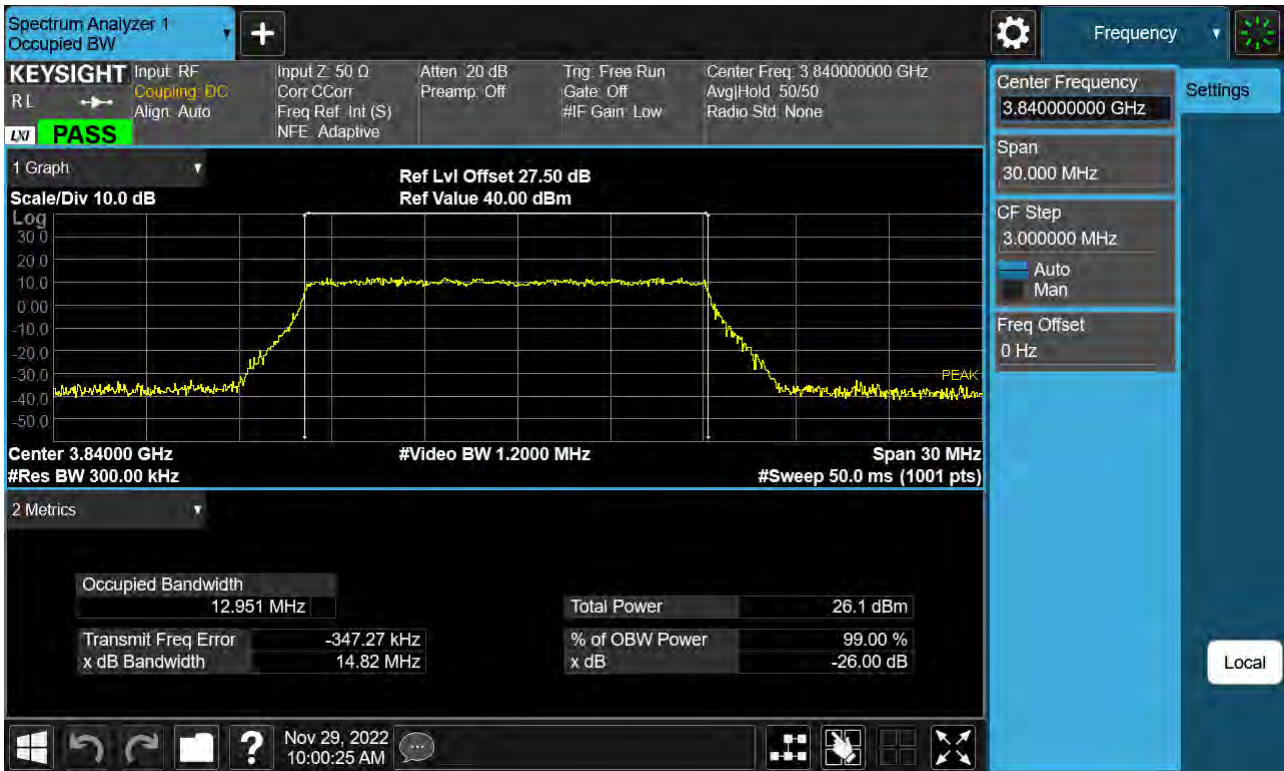 Spectrum Analyzer 1
Occupied BW
+
Frequency
KEYSIGHT
R L
LXI
PASS
Input: RF
Coupling: DC
Align: Auto
Input Z: 50 Ω
Corr CCorr
Freq Ref: Int (S)
NFE: Adaptive
Atten: 20 dB
Preamp: Off
Trig: Free Run
Gate: Off
#IF Gain: Low
Center Freq: 3.840000000 GHz
Avg|Hold: 50/50
Radio Std: None
1 Graph
Scale/Div 10.0 dB
Ref Lvl Offset 27.50 dB
Ref Value 40.00 dBm
Log
30.0
20.0
10.0
0.00
-10.0
-20.0
-30.0
-40.0
-50.0
PEAK
Center 3.84000 GHz
#Video BW 1.2000 MHz
Span 30 MHz
#Res BW 300.00 kHz
#Sweep 50.0 ms (1001 pts)
2 Metrics
Occupied Bandwidth
12.951 MHz
Total Power 26.1 dBm
Transmit Freq Error -347.27 kHz
% of OBW Power 99.00 %
x dB Bandwidth 14.82 MHz
x dB -26.00 dB
Center Frequency
3.840000000 GHz
Settings
Span
30.000 MHz
CF Step
3.000000 MHz
Auto
Man
Freq Offset
0 Hz
Local
?
Nov 29, 2022
10:00:25 AM